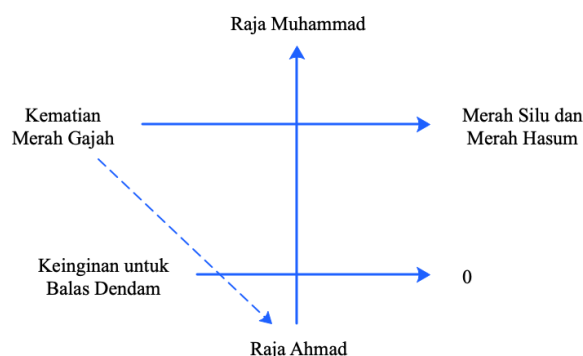 Raja Muhammad
Kematian
Merah Gajah
Merah Silu dan
Merah Hasum
Keinginan untuk
Balas Dendam
0
Raja Ahmad